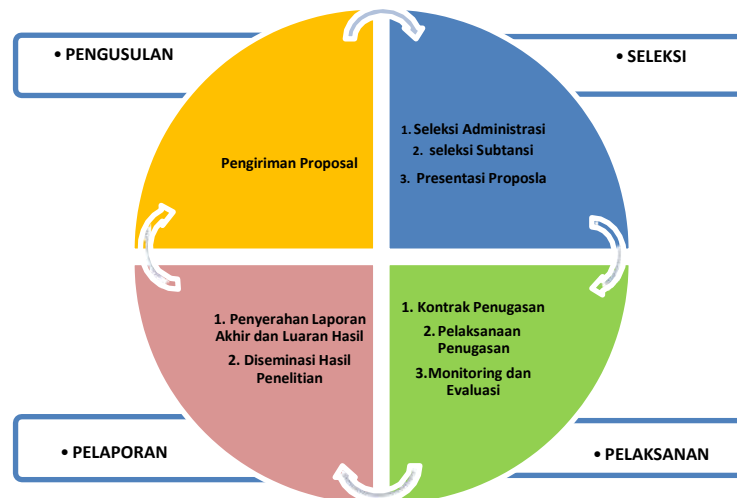 • PENGUSULAN
• SELEKSI
Pengiriman Proposal
1. Seleksi Administrasi
2. seleksi Subtansi
3. Presentasi Proposla
1. Penyerahan Laporan
Akhir dan Luaran Hasil
2. Diseminasi Hasil
Penelitian
1. Kontrak Penugasan
2. Pelaksanaan
Penugasan
3.Monitoring dan
Evaluasi
• PELAPORAN
• PELAKSANAN